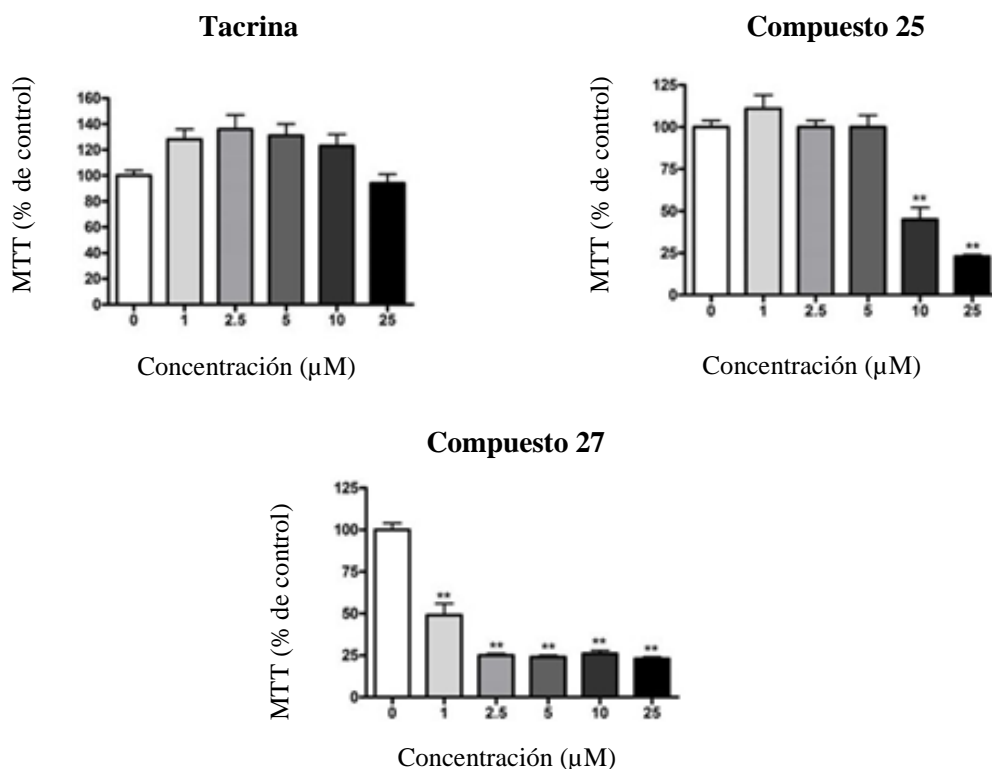 Tacrina
MTT (% de control)
160
140
120
100
80
60
40
20
0
0 1 2.5 5 10 25
Concentración (µM)
Compuesto 25
MTT (% de control)
125
100
75
50
25
0
** **
0 1 2.5 5 10 25
Concentración (µM)
Compuesto 27
MTT (% de control)
125
100
75
50
25
0
** ** ** ** **
0 1 2.5 5 10 25
Concentración (µM)